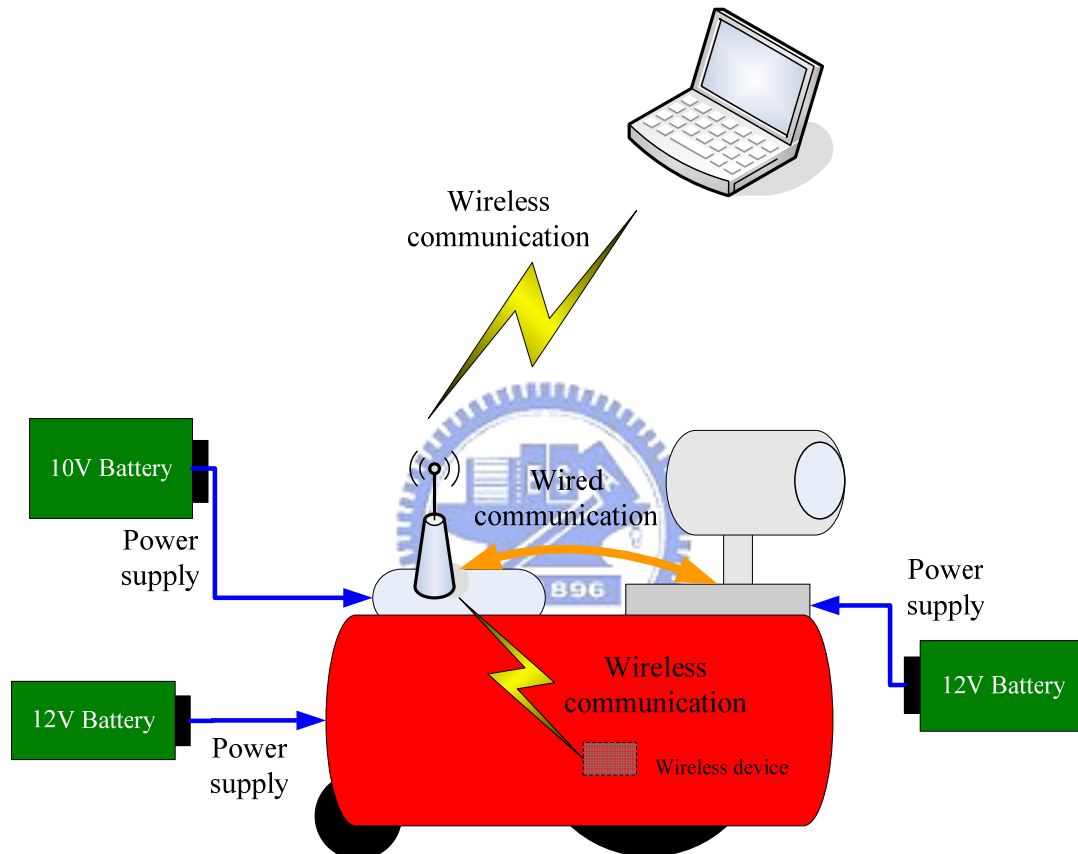 Wireless
communication
10V Battery
Wired
communication
Power
supply
Power
supply
896
Wireless
communication
12V Battery
12V Battery
Power
supply
Wireless device